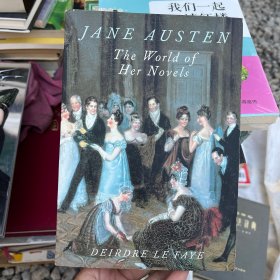 JANE AUSTEN
The World of
Her Novels
DEIRDRE LE FAYE
我们一起